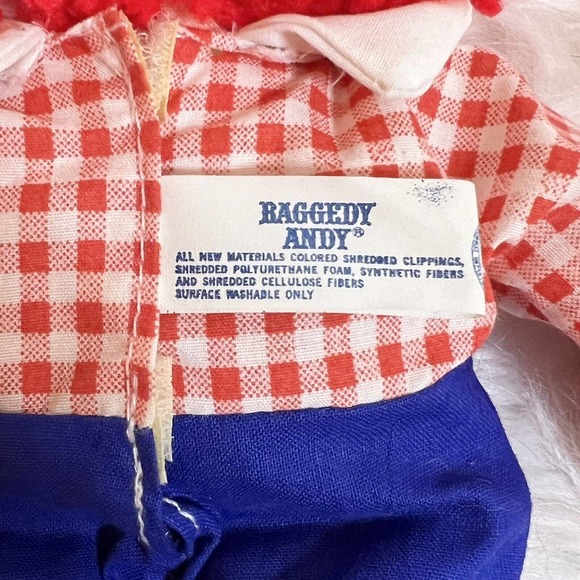 RAGGEDY
ANDY®
ALL NEW MATERIALS COLORED SHREDDED CLIPPINGS,
SHREDDED POLYURETHANE FOAM, SYNTHETIC FIBERS
AND SHREDDED CELLULOSE FIBERS
SURFACE WASHABLE ONLY